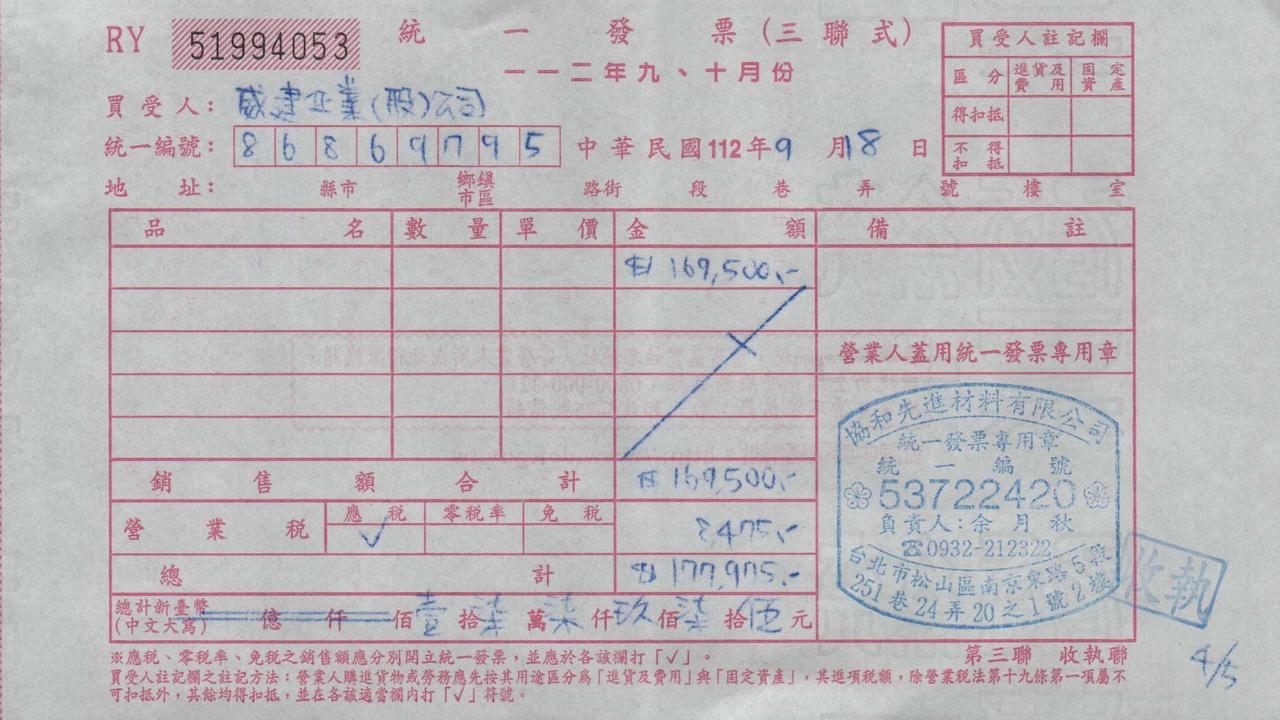 RY 51994053 統一發票(三聯式)
一一二年九、十月份
買受人註記欄
區分 進貨及費用 固定資產
得扣抵
不得扣抵
買受人: 威建企業(股)公司
統一編號: 86869795 中華民國112年9月18日
地址: 縣市 鄉鎮市區 路街 段 巷 弄 號 樓 室
品名 數量 單價 金額 備註
$169,500.-
營業人蓋用統一發票專用章
銷售額合計 $169,500.-
營業稅 應稅 ✓ 零稅率 免稅 8,475.-
總計 $177,975.-
總計新臺幣(中文大寫) 億 仟 佰 壹 拾 柒 萬 柒 仟 玖 佰 柒 拾 伍 元
協和先進材料有限公司
統一發票專用章
統一編號
53722420
負責人:余月秋
☎0932-212322
台北市松山區南京東路5段
251巷24弄20之1號2樓
收執
※應稅、零稅率、免稅之銷售額應分別開立統一發票,並應於各該欄打「✓」。
第三聯 收執聯
買受人註記欄之註記方法:營業人購進貨物或勞務應先按其用途區分為「進貨及費用」與「固定資產」,其進項稅額,除營業稅法第十九條第一項屬不
可扣抵外,其餘均得扣抵,並在各該適當欄內打「✓」符號。
4/5